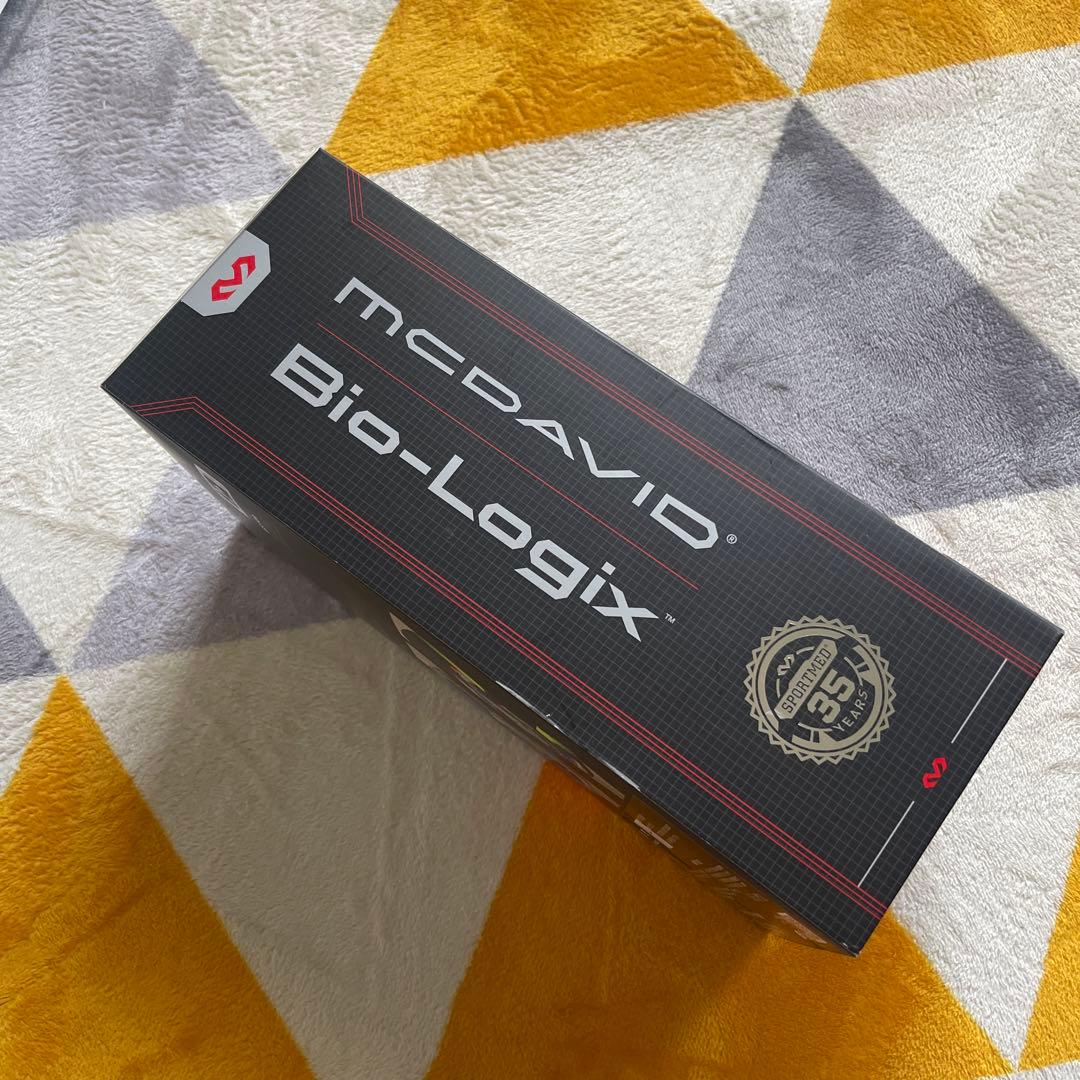 MCDAVID®
Bio-Logix™
SPORTMED
35
YEARS